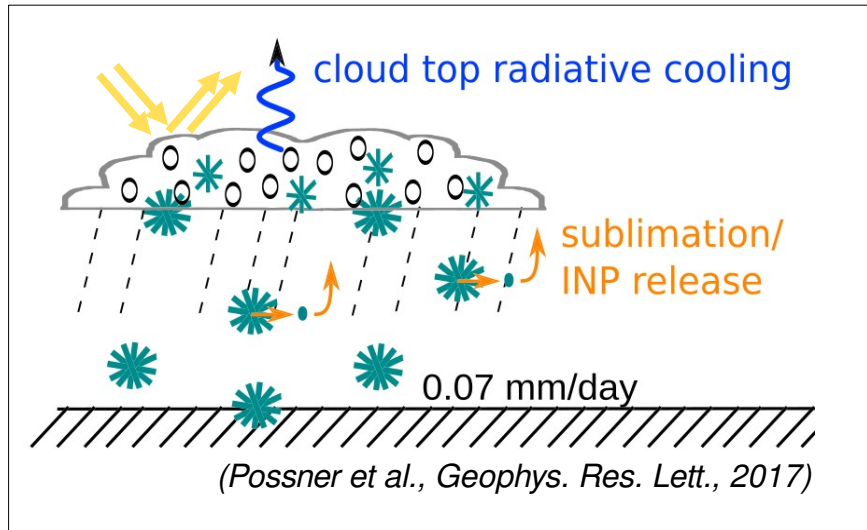 cloud top radiative cooling
sublimation/
INP release
0.07 mm/day
(Possner et al., Geophys. Res. Lett., 2017)